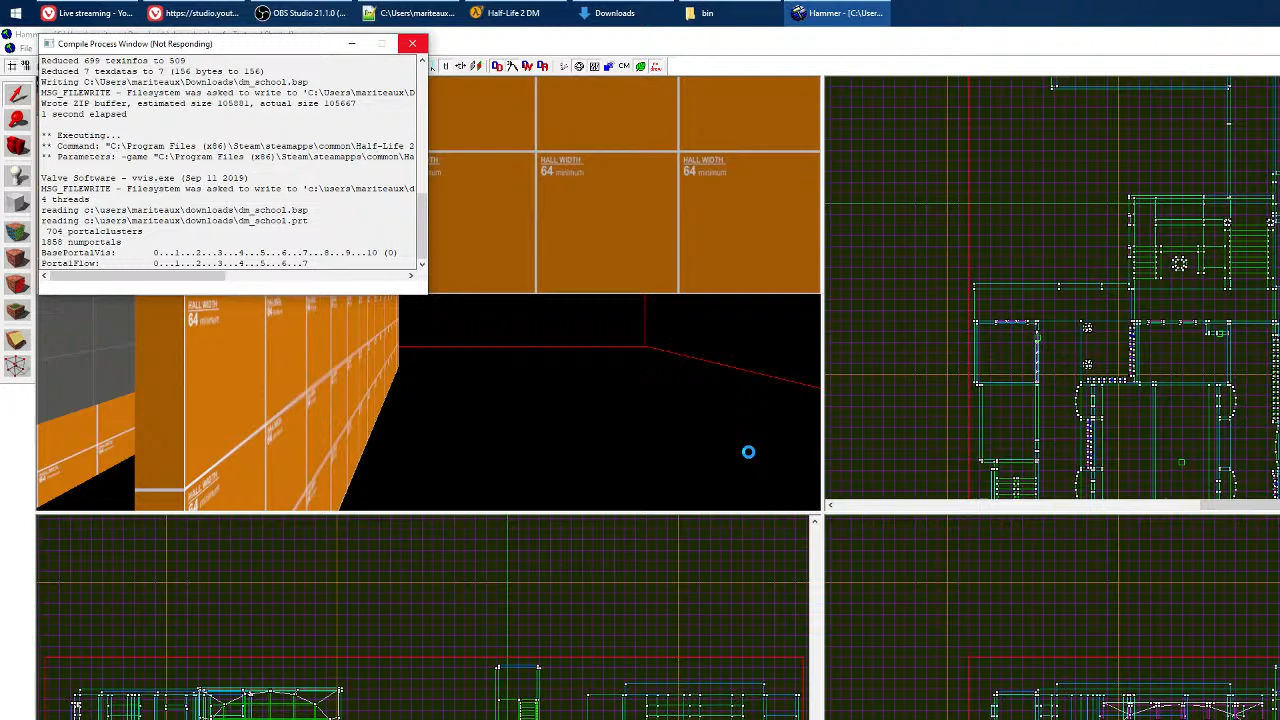 Live streaming - Yo...
https://studio.yout...
OBS Studio 21.1.0 (...
C:\Users\mariteaux...
Half-Life 2 DM
Downloads
bin
Hammer - [C:\Use...
Compile Process Window (Not Responding)
File
Reduced 699 texinfos to 509
Reduced 7 texdatas to 7 (156 bytes to 156)
Writing C:\Users\mariteaux\Downloads\dm_school.bsp
MSG_FILEWRITE - Filesystem was asked to write to 'C:\Users\mariteaux\D
Wrote ZIP buffer, estimated size 105881, actual size 105667
1 second elapsed
** Executing...
** Command: "C:\Program Files (x86)\Steam\steamapps\common\Half-Life 2
** Parameters: -game "C:\Program Files (x86)\Steam\steamapps\common\Ha
Valve Software - vvis.exe (Sep 11 2019)
MSG_FILEWRITE - Filesystem was asked to write to 'c:\users\mariteaux\d
4 threads
reading c:\users\mariteaux\downloads\dm_school.bsp
reading c:\users\mariteaux\downloads\dm_school.prt
704 portalclusters
1858 numportals
BasePortalVis: 0...1...2...3...4...5...6...7...8...9...10 (0)
PortalFlow: 0...1...2...3...4...5...6...7
CM
HALL WIDTH
64 minimum
HALL WIDTH
64 minimum
HALL WIDTH
64 minimum